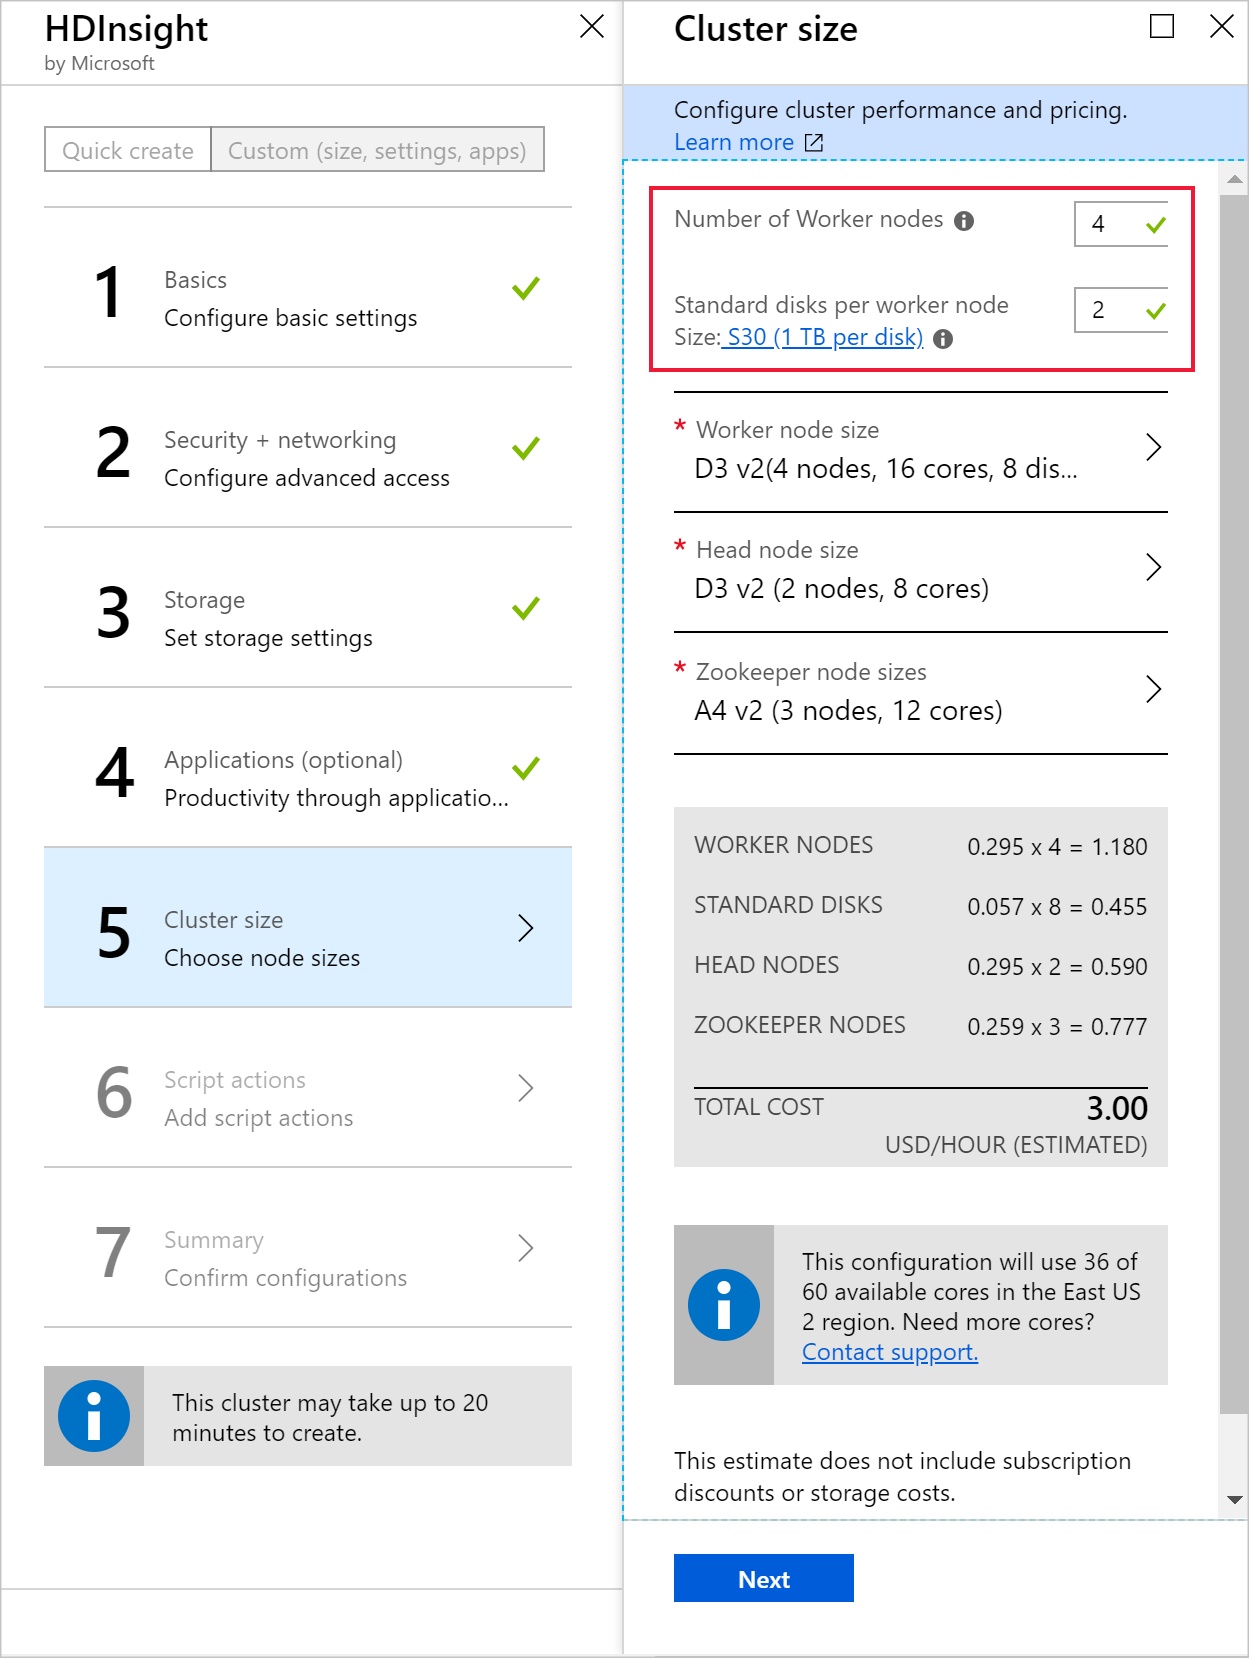 HDInsight
by Microsoft
Quick create
Custom (size, settings, apps)
1
Basics
Configure basic settings
2
Security + networking
Configure advanced access
3
Storage
Set storage settings
4
Applications (optional)
Productivity through applicatio...
5
Cluster size
Choose node sizes
6
Script actions
Add script actions
7
Summary
Confirm configurations
This cluster may take up to 20
minutes to create.
Cluster size
Configure cluster performance and pricing.
Learn more
Number of Worker nodes
4
Standard disks per worker node
Size: S30 (1 TB per disk)
2
* Worker node size
D3 v2(4 nodes, 16 cores, 8 dis...
* Head node size
D3 v2 (2 nodes, 8 cores)
* Zookeeper node sizes
A4 v2 (3 nodes, 12 cores)
WORKER NODES 0.295 x 4 = 1.180
STANDARD DISKS 0.057 x 8 = 0.455
HEAD NODES 0.295 x 2 = 0.590
ZOOKEEPER NODES 0.259 x 3 = 0.777
TOTAL COST 3.00
USD/HOUR (ESTIMATED)
This configuration will use 36 of
60 available cores in the East US
2 region. Need more cores?
Contact support.
This estimate does not include subscription
discounts or storage costs.
Next